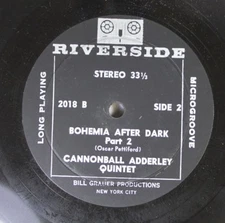 RIVERSIDE
LONG PLAYING
MICROGROOVE
STEREO 33⅓
2018 B
SIDE 2
BOHEMIA AFTER DARK
Part 2
(Oscar Pettiford)
CANNONBALL ADDERLEY
QUINTET
BILL GRAUER PRODUCTIONS
NEW YORK CITY